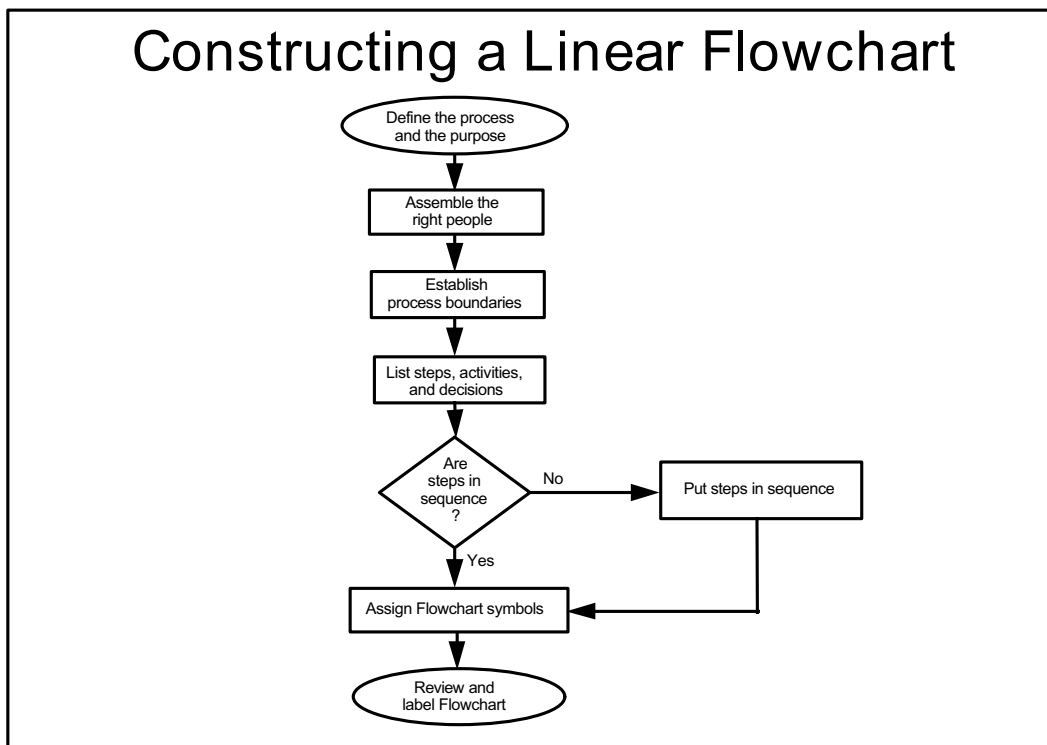 Constructing a Linear Flowchart
Define the process
and the purpose
Assemble the
right people
Establish
process boundaries
List steps, activities,
and decisions
Are
steps in
sequence
?
No
Put steps in sequence
Yes
Assign Flowchart symbols
Review and
label Flowchart